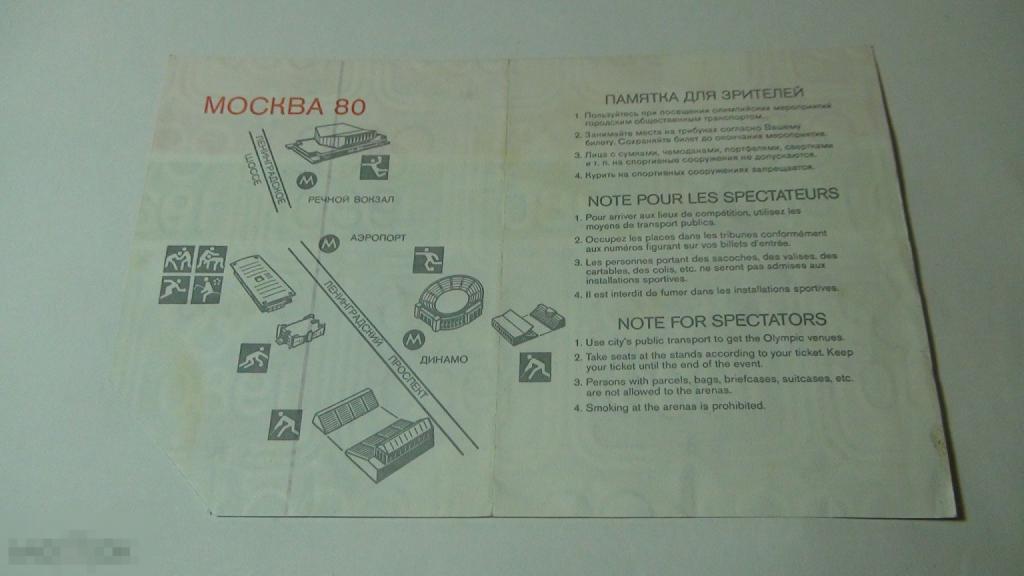 МОСКВА 80
ЛЕНИНГРАДСКОЕ
ШОССЕ
М
РЕЧНОЙ ВОКЗАЛ
М
АЭРОПОРТ
ЛЕНИНГРАДСКИЙ ПРОСПЕКТ
М
ДИНАМО
ПАМЯТКА ДЛЯ ЗРИТЕЛЕЙ
1. Пользуйтесь при посещении олимпийских мероприятий
городским общественным транспортом.
2. Занимайте места на трибунах согласно Вашему
билету. Сохраняйте билет до окончания мероприятия.
3. Лица с сумками, чемоданами, портфелями, свертками
и т. п. на спортивные сооружения не допускаются.
4. Курить на спортивных сооружениях запрещается.
NOTE POUR LES SPECTATEURS
1. Pour arriver aux lieux de compétition, utilisez les
moyens de transport publics.
2. Occupez les places dans les tribunes conformément
aux numéros figurant sur vos billets d'entrée.
3. Les personnes portant des sacoches, des valises, des
cartables, des colis, etc. ne seront pas admises aux
installations sportives.
4. Il est interdit de fumer dans les installations sportives.
NOTE FOR SPECTATORS
1. Use city's public transport to get the Olympic venues.
2. Take seats at the stands according to your ticket. Keep
your ticket until the end of the event.
3. Persons with parcels, bags, briefcases, suitcases, etc.
are not allowed to the arenas.
4. Smoking at the arenas is prohibited.